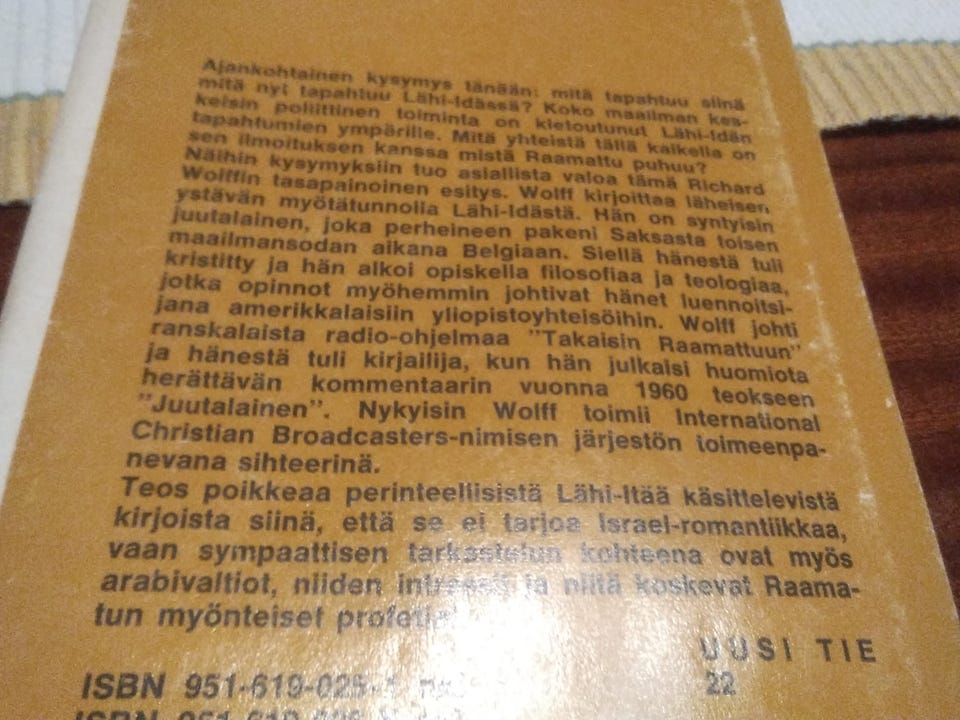 Ajankohtainen kysymys tänään: mitä tapahtuu siinä
mitä nyt tapahtuu Lähi-Idässä? Koko maailman kes-
keisin poliittinen toiminta on kietoutunut Lähi-Idän
tapahtumien ympärille. Mitä yhteistä tällä kaikella on
sen ilmoituksen kanssa mistä Raamattu puhuu?
Näihin kysymyksiin tuo asiallista valoa tämä Richard
Wolffin tasapainoinen esitys. Wolff kirjoittaa läheisen
ystävän myötätunnolla Lähi-Idästä. Hän on syntyisin
juutalainen, joka perheineen pakeni Saksasta toisen
maailmansodan aikana Belgiaan. Siellä hänestä tuli
kristitty ja hän alkoi opiskella filosofiaa ja teologiaa,
jotka opinnot myöhemmin johtivat hänet luennoitsi-
jana amerikkalaisiin yliopistoyhteisöihin. Wolff johti
ranskalaista radio-ohjelmaa "Takaisin Raamattuun"
ja hänestä tuli kirjailija, kun hän julkaisi huomiota
herättävän kommentaarin vuonna 1960 teokseen
"Juutalainen". Nykyisin Wolff toimii International
Christian Broadcasters-nimisen järjestön toimeenpa-
nevana sihteerinä.
Teos poikkeaa perinteellisistä Lähi-Itää käsittelevistä
kirjoista siinä, että se ei tarjoa Israel-romantiikkaa,
vaan sympaattisen tarkastelun kohteena ovat myös
arabivaltiot, niiden intressit ja niitä koskevat Raama-
tun myönteiset
UUSI TIE
22
ISBN 951-619-025-1